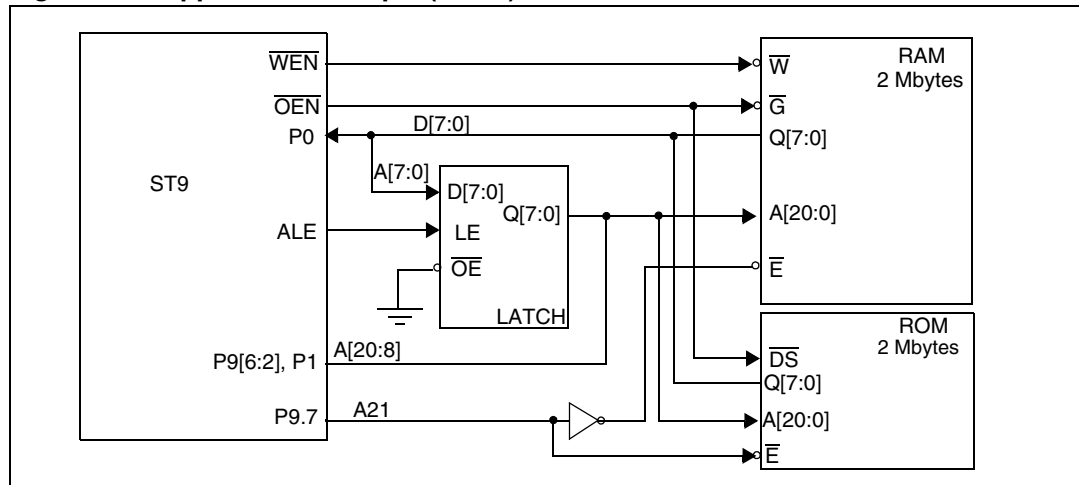 WEN
OEN
P0
ST9
ALE
P9[6:2], P1
P9.7
D[7:0]
A[7:0]
A[20:8]
A21
D[7:0]
Q[7:0]
LE
OE
LATCH
RAM
2 Mbytes
W
G
Q[7:0]
A[20:0]
E
ROM
2 Mbytes
DS
Q[7:0]
A[20:0]
E